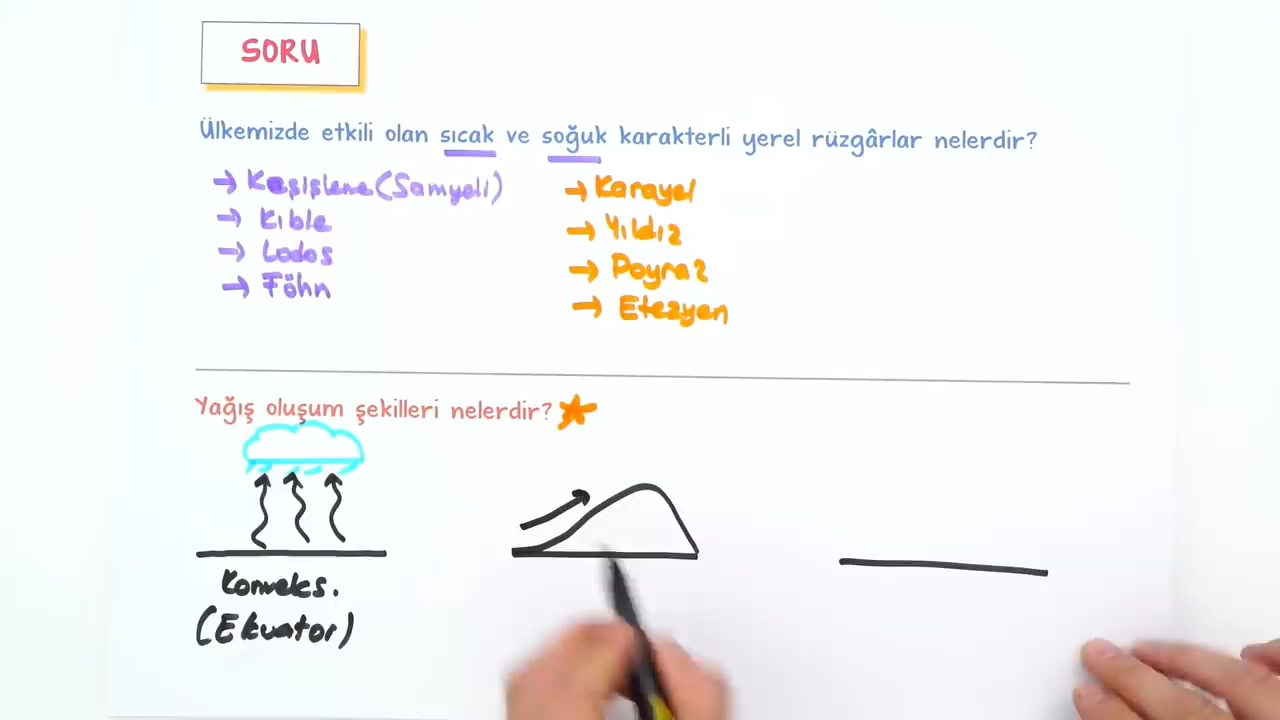 SORU
Ülkemizde etkili olan sıcak ve soğuk karakterli yerel rüzgârlar nelerdir?
→ Keşişleme (Samyeli)
→ Kıble
→ Lodos
→ Föhn
→ Karayel
→ Yıldız
→ Poyraz
→ Etezyen
Yağış oluşum şekilleri nelerdir?
Konveks.
(Ekvator)